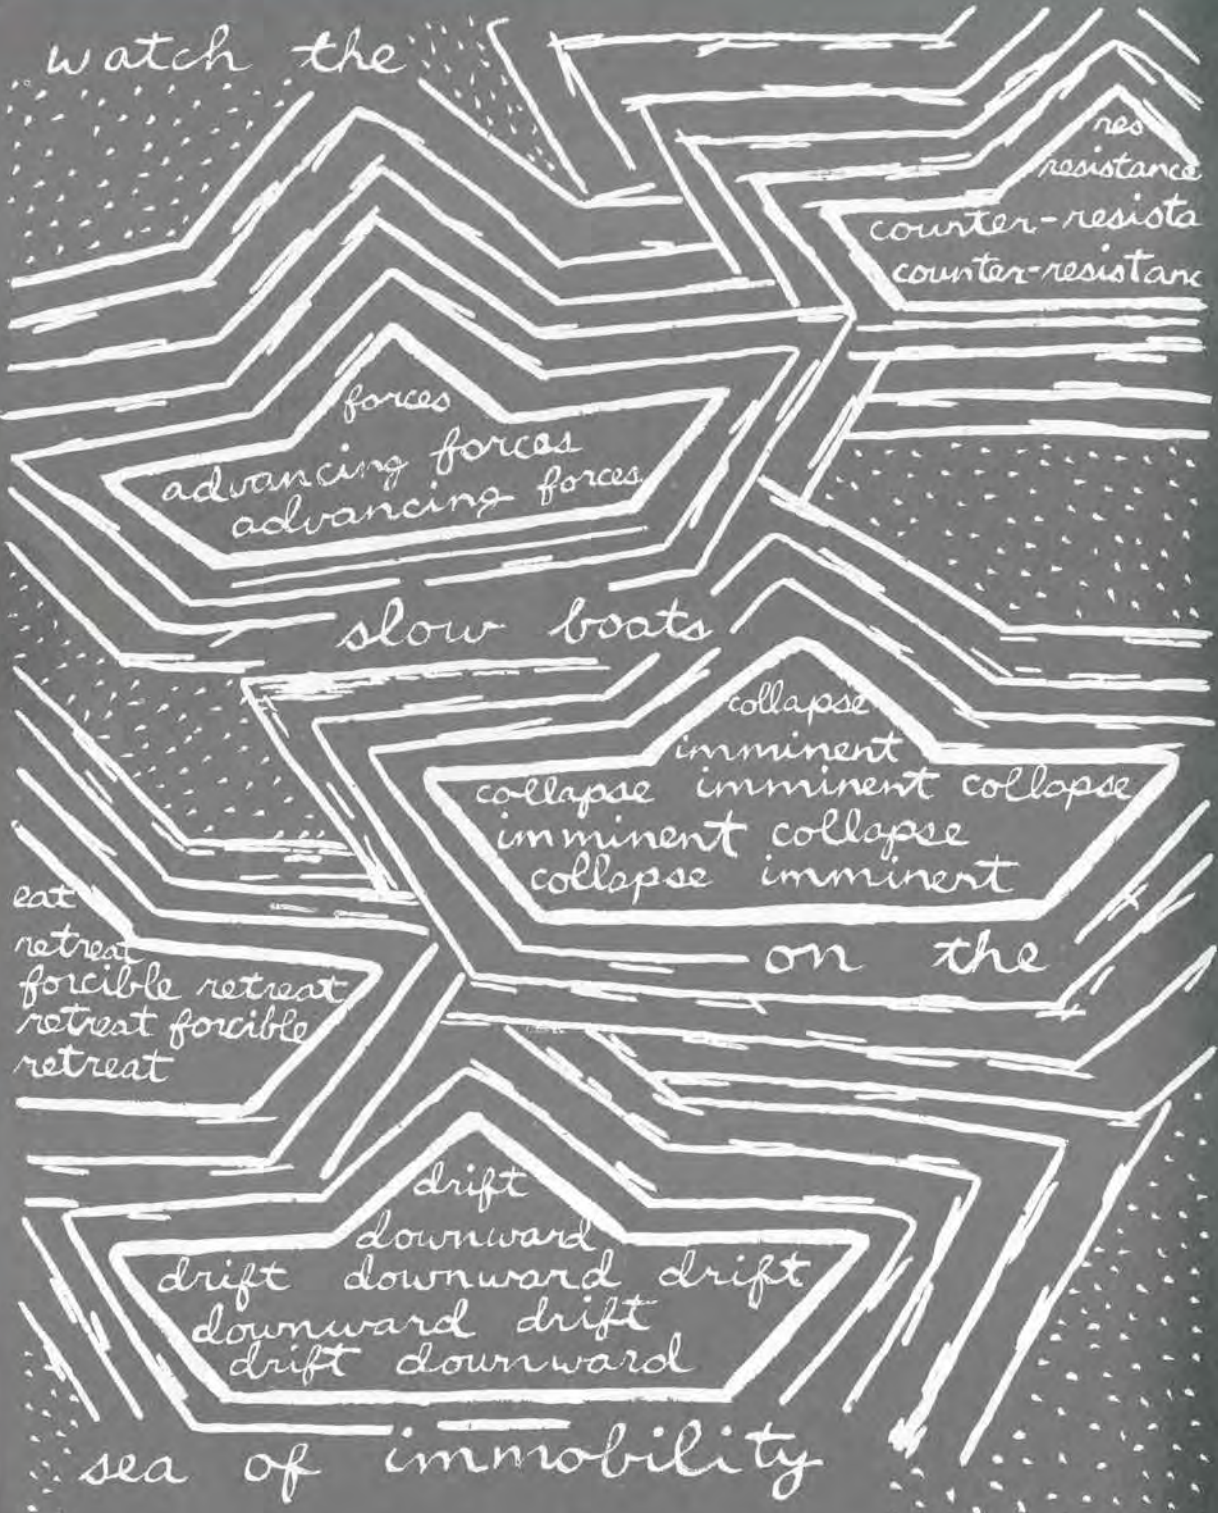 watch the
res
resistance
counter-resista
counter-resistanc
forces
advancing forces
advancing forces
slow boats
collapse
imminent
collapse imminent collapse
imminent collapse
collapse imminent
on the
eat
retreat
forcible retreat
retreat forcible
retreat
drift
downward
drift downward drift
downward drift
drift downward
sea of immobility